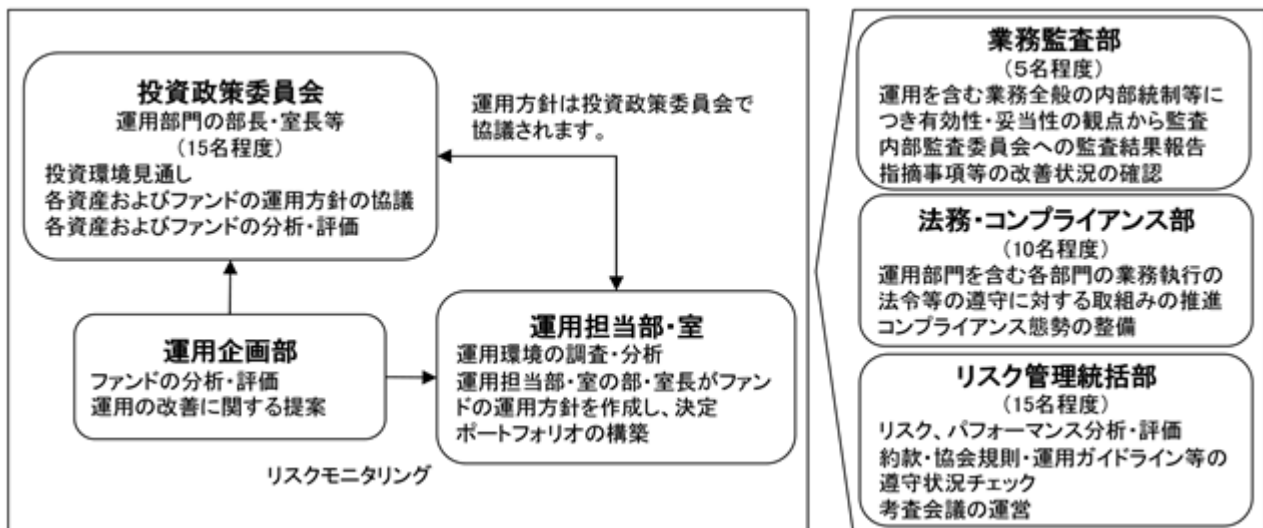 投資政策委員会
運用部門の部長・室長等
(15名程度)
投資環境見通し
各資産およびファンドの運用方針の協議
各資産およびファンドの分析・評価
運用方針は投資政策委員会で
協議されます。
運用企画部
ファンドの分析・評価
運用の改善に関する提案
運用担当部・室
運用環境の調査・分析
運用担当部・室の部・室長がファン
ドの運用方針を作成し、決定
ポートフォリオの構築
リスクモニタリング
業務監査部
(5名程度)
運用を含む業務全般の内部統制等に
つき有効性・妥当性の観点から監査
内部監査委員会への監査結果報告
指摘事項等の改善状況の確認
法務・コンプライアンス部
(10名程度)
運用部門を含む各部門の業務執行の
法令等の遵守に対する取組みの推進
コンプライアンス態勢の整備
リスク管理統括部
(15名程度)
リスク、パフォーマンス分析・評価
約款・協会規則・運用ガイドライン等の
遵守状況チェック
考査会議の運営